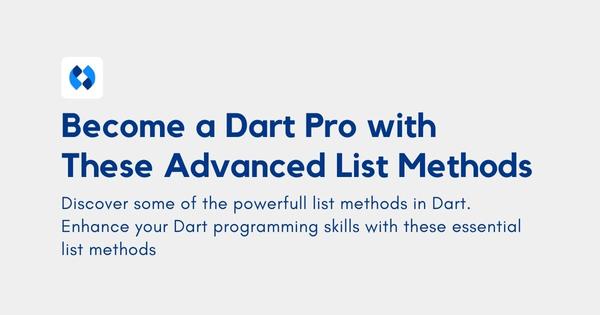 Become a Dart Pro with
These Advanced List Methods
Discover some of the powerfull list methods in Dart.
Enhance your Dart programming skills with these essential
list methods